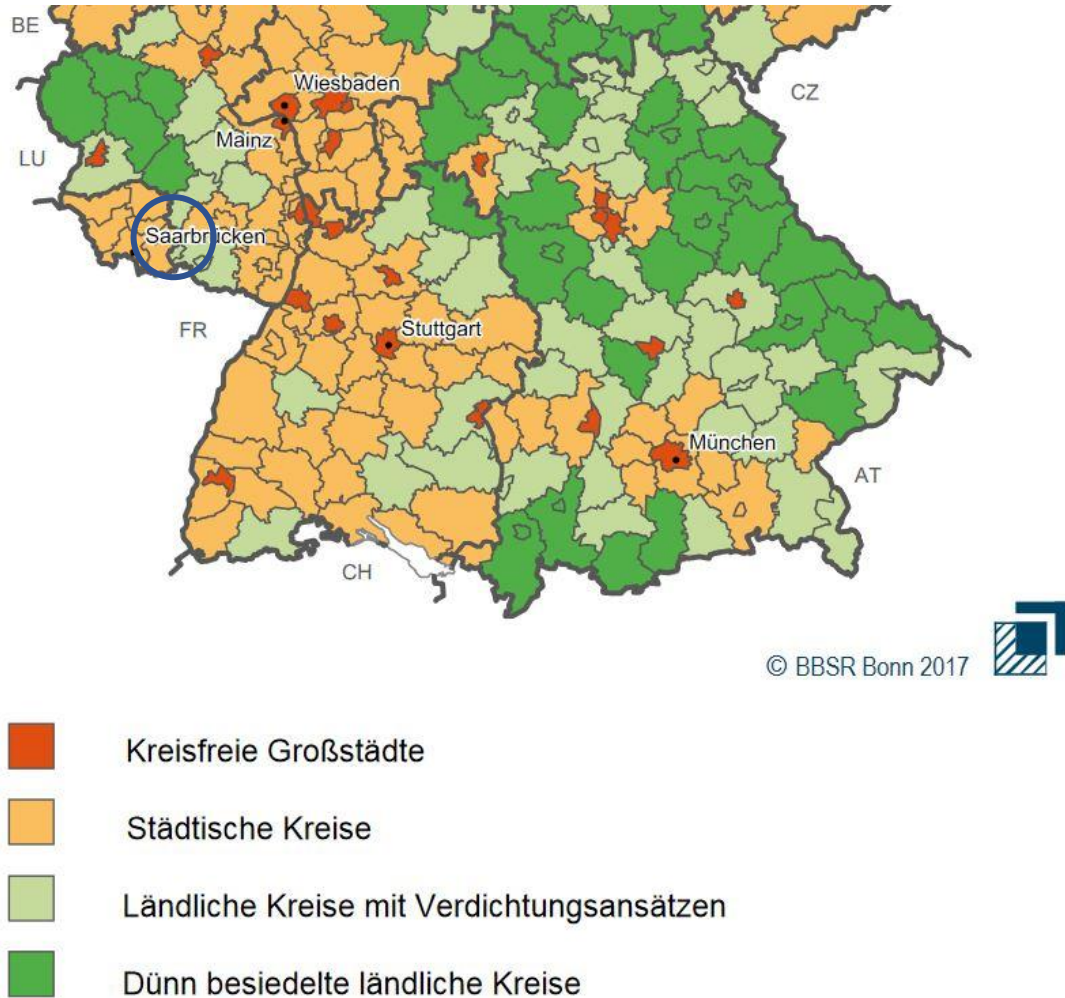 BE
Wiesbaden
CZ
Mainz
LU
Saarbrücken
FR
Stuttgart
München
AT
CH
© BBSR Bonn 2017
Kreisfreie Großstädte
Städtische Kreise
Ländliche Kreise mit Verdichtungsansätzen
Dünn besiedelte ländliche Kreise